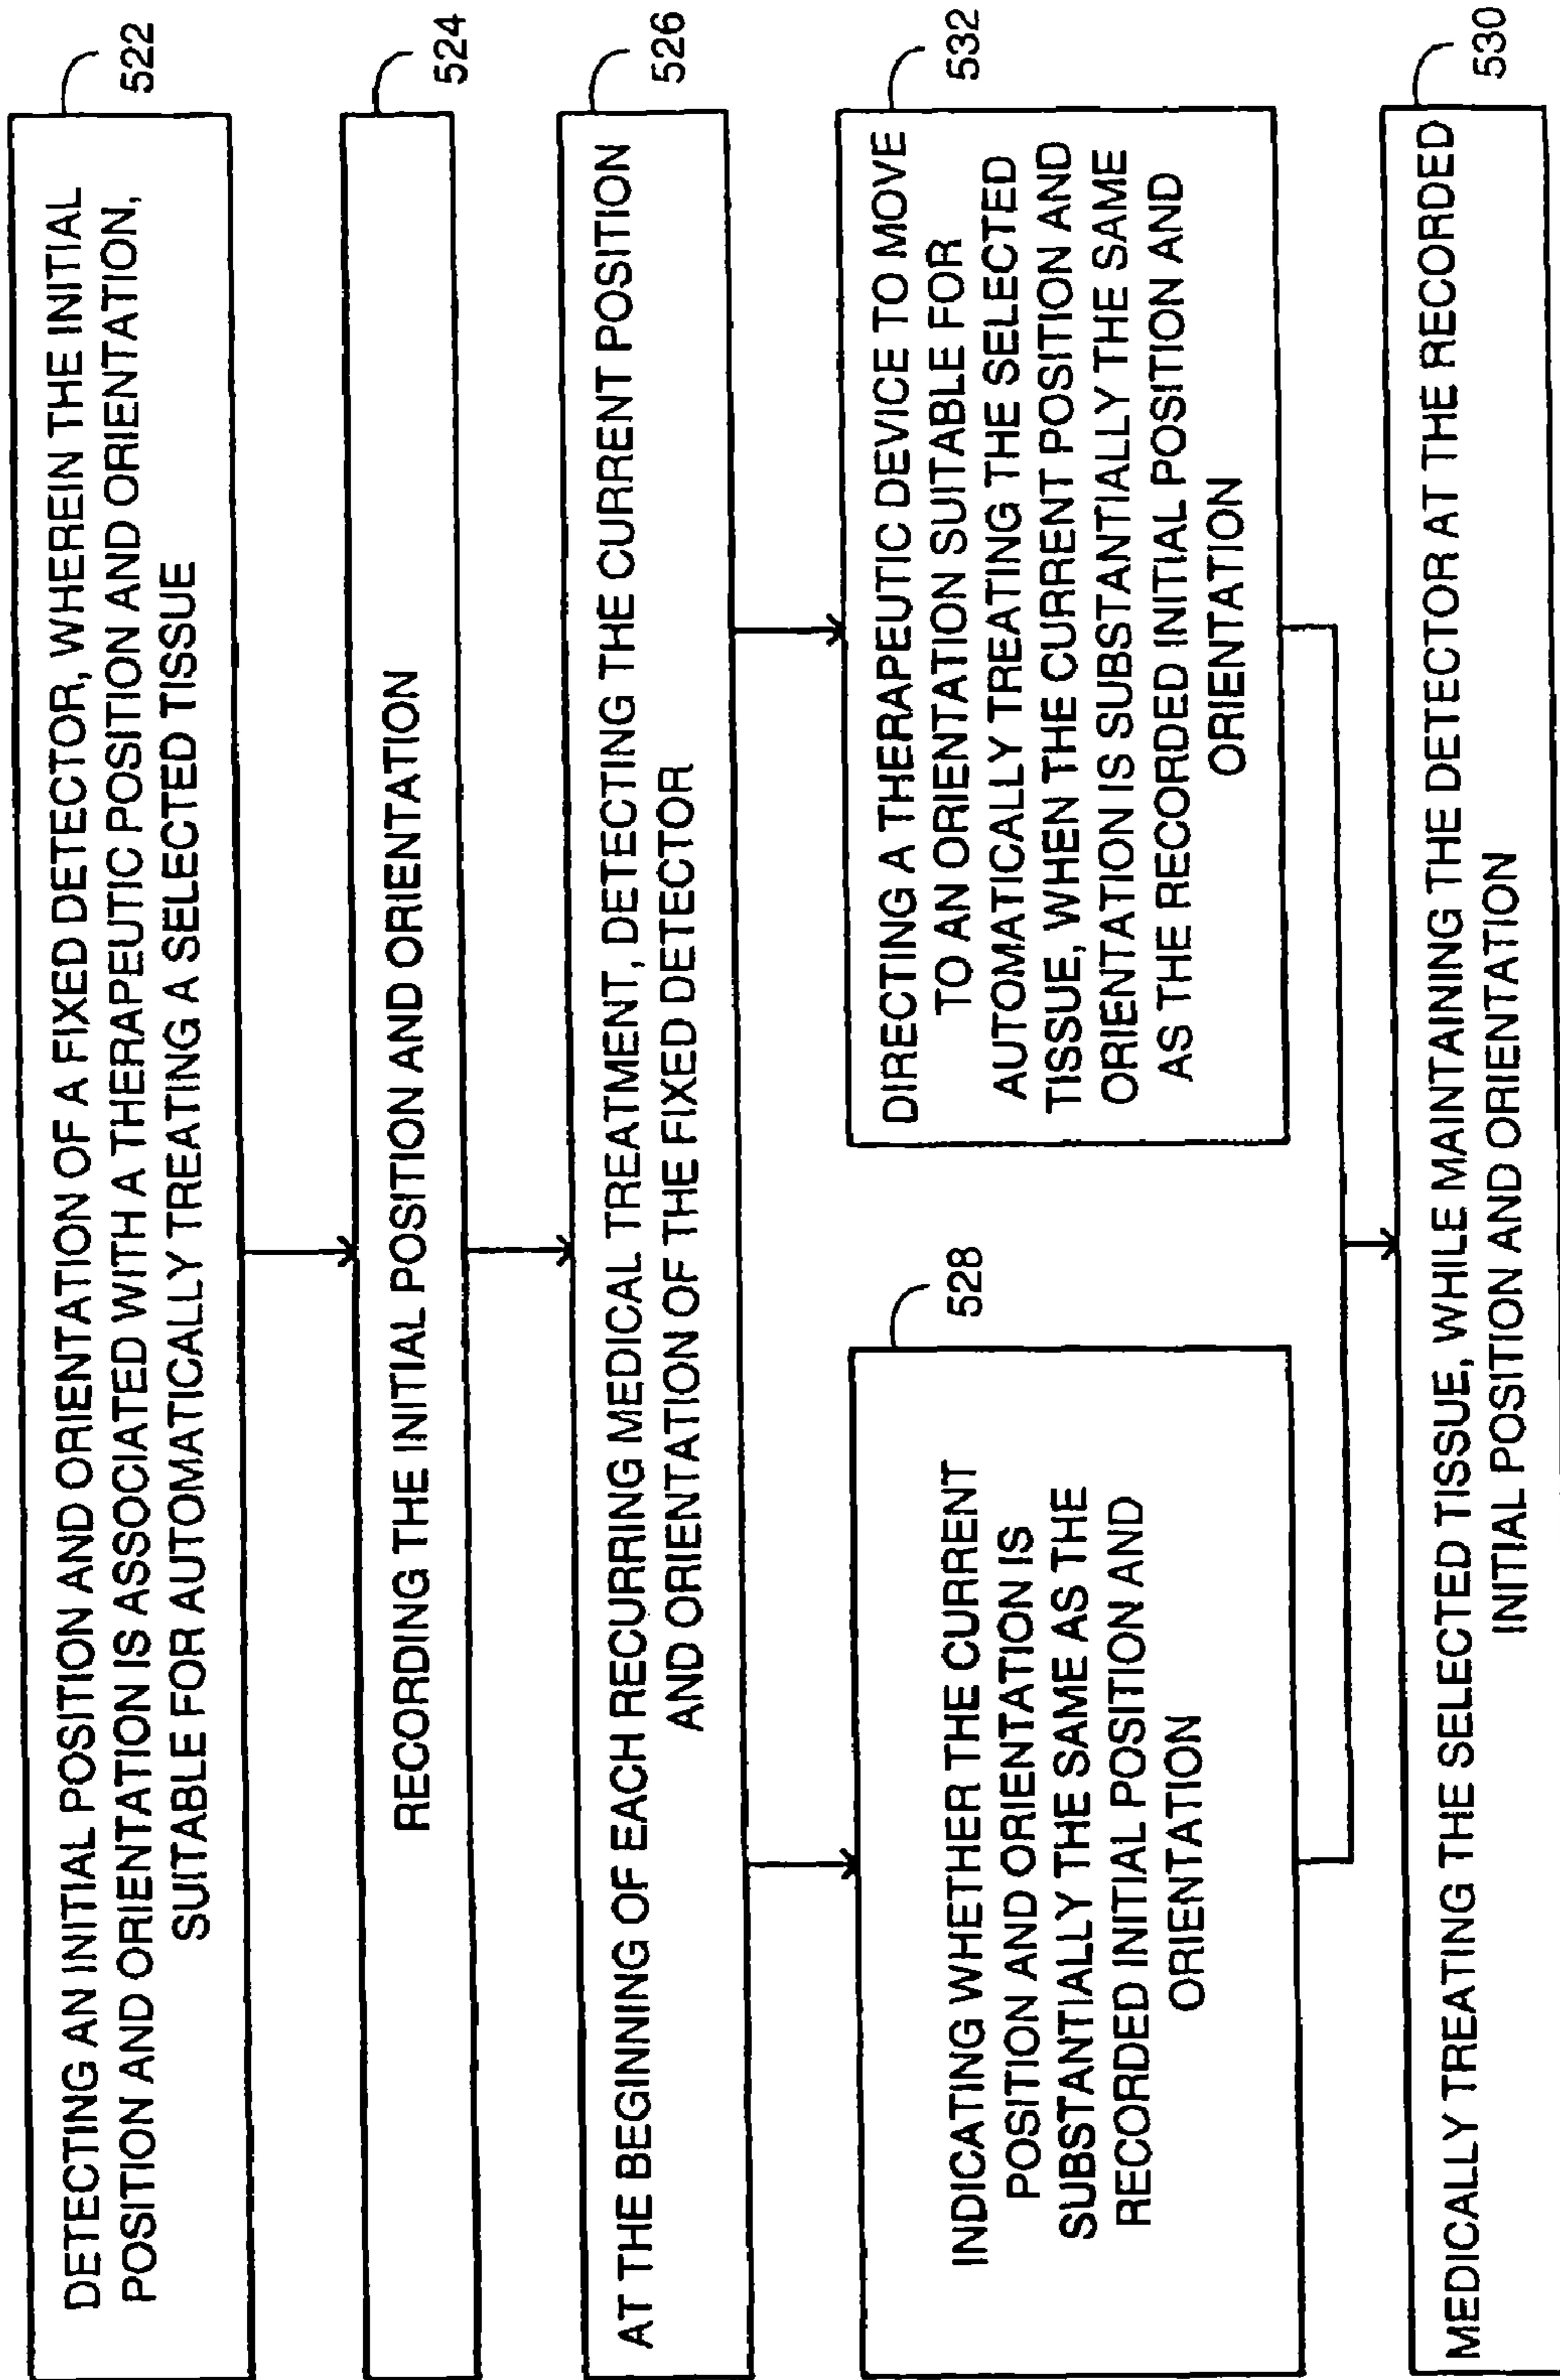 DETECTING AN INITIAL POSITION AND ORIENTATION OF A FIXED DETECTOR, WHEREIN THE INITIAL
POSITION AND ORIENTATION IS ASSOCIATED WITH A THERAPEUTIC POSITION AND ORIENTATION,
SUITABLE FOR AUTOMATICALLY TREATING A SELECTED TISSUE
522
RECORDING THE INITIAL POSITION AND ORIENTATION
524
AT THE BEGINNING OF EACH RECURRING MEDICAL TREATMENT, DETECTING THE CURRENT POSITION
AND ORIENTATION OF THE FIXED DETECTOR
526
INDICATING WHETHER THE CURRENT
POSITION AND ORIENTATION IS
SUBSTANTIALLY THE SAME AS THE
RECORDED INITIAL POSITION AND
ORIENTATION
528
DIRECTING A THERAPEUTIC DEVICE TO MOVE
TO AN ORIENTATION SUITABLE FOR
AUTOMATICALLY TREATING THE SELECTED
TISSUE, WHEN THE CURRENT POSITION AND
ORIENTATION IS SUBSTANTIALLY THE SAME
AS THE RECORDED INITIAL POSITION AND
ORIENTATION
532
MEDICALLY TREATING THE SELECTED TISSUE, WHILE MAINTAINING THE DETECTOR AT THE RECORDED
INITIAL POSITION AND ORIENTATION
530